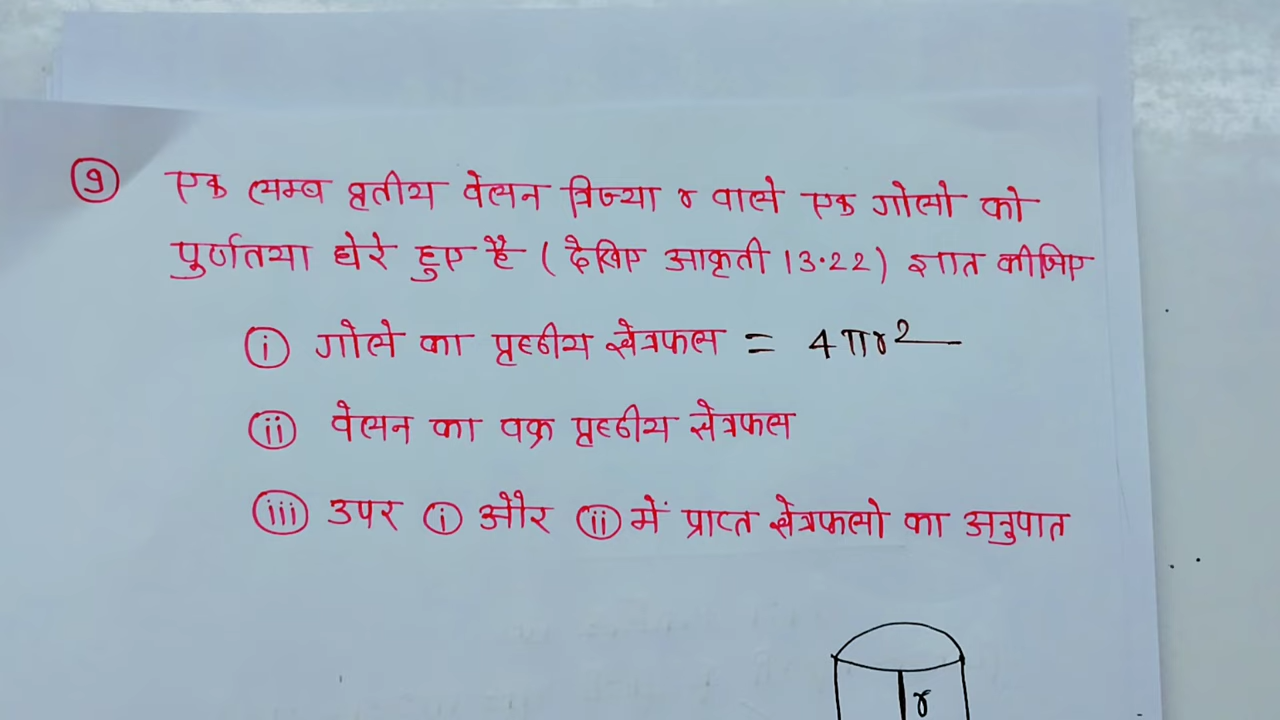 9 एक लम्ब वृतीय वेलन त्रिज्या r वाले एक गोलो को
पुर्णतया घेरे हुए है ( देखिए आकृती 13.22) ज्ञात कीजिए
i गोले का पृष्ठीय क्षेत्रफल = 4πr²
ii वेलन का वक्र पृष्ठीय क्षेत्रफल
iii उपर i और ii में प्राप्त क्षेत्रफलो का अनुपात
r